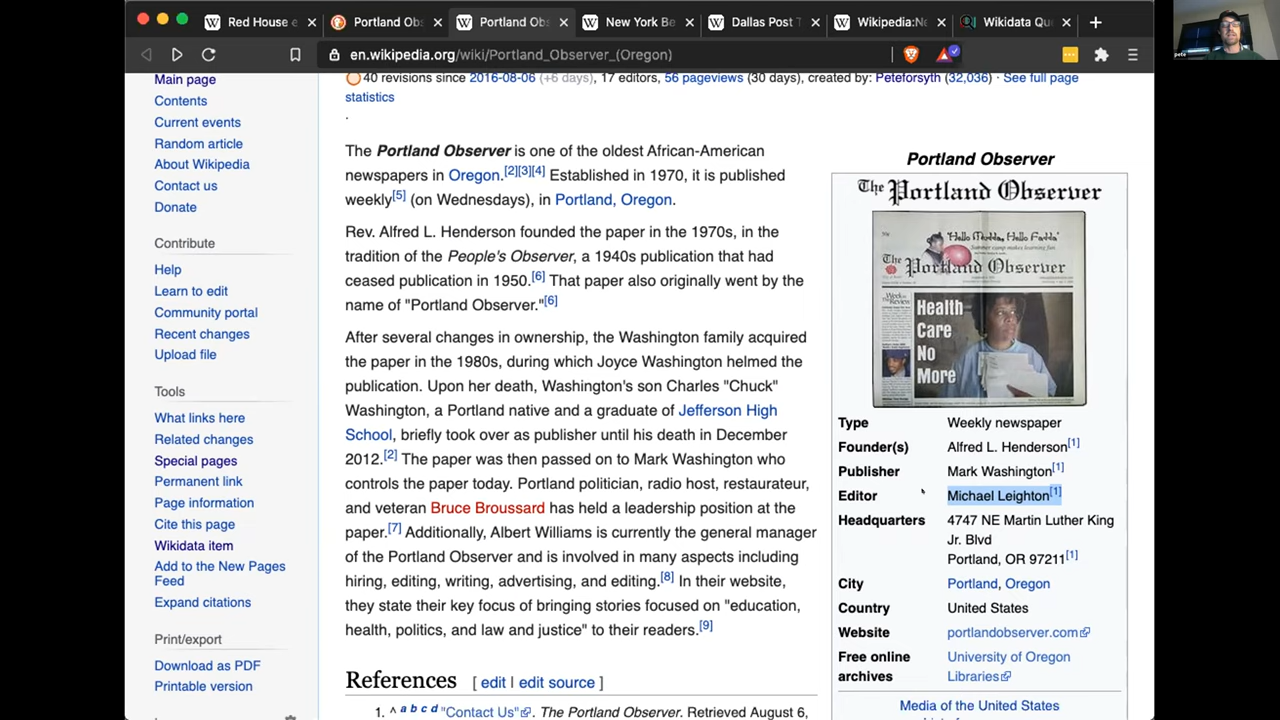 Red House e
Portland Obs
Portland Obs
New York Be
Dallas Post T
Wikipedia:Ne
Wikidata Qu
en.wikipedia.org/wiki/Portland_Observer_(Oregon)
pete
Main page
Contents
Current events
Random article
About Wikipedia
Contact us
Donate
Contribute
Help
Learn to edit
Community portal
Recent changes
Upload file
Tools
What links here
Related changes
Special pages
Permanent link
Page information
Cite this page
Wikidata item
Add to the New Pages
Feed
Expand citations
Print/export
Download as PDF
Printable version
40 revisions since 2016-08-06 (+6 days), 17 editors, 56 pageviews (30 days), created by: Peteforsyth (32,036) · See full page
statistics
.
The Portland Observer is one of the oldest African-American
newspapers in Oregon.[2][3][4] Established in 1970, it is published
weekly[5] (on Wednesdays), in Portland, Oregon.
Rev. Alfred L. Henderson founded the paper in the 1970s, in the
tradition of the People's Observer, a 1940s publication that had
ceased publication in 1950.[6] That paper also originally went by the
name of "Portland Observer."[6]
After several changes in ownership, the Washington family acquired
the paper in the 1980s, during which Joyce Washington helmed the
publication. Upon her death, Washington's son Charles "Chuck"
Washington, a Portland native and a graduate of Jefferson High
School, briefly took over as publisher until his death in December
2012.[2] The paper was then passed on to Mark Washington who
controls the paper today. Portland politician, radio host, restaurateur,
and veteran Bruce Broussard has held a leadership position at the
paper.[7] Additionally, Albert Williams is currently the general manager
of the Portland Observer and is involved in many aspects including
hiring, editing, writing, advertising, and editing.[8] In their website,
they state their key focus of bringing stories focused on "education,
health, politics, and law and justice" to their readers.[9]
References [ edit | edit source ]
1. ^ a b c d "Contact Us". The Portland Observer. Retrieved August 6,
Portland Observer
The Portland Observer
"Hello Mudda, Hello Fadda"
Summer camp makes learning fun.
The Portland Observer
Week in
The Review
Health
Care
No
More
Type Weekly newspaper
Founder(s) Alfred L. Henderson[1]
Publisher Mark Washington[1]
Editor Michael Leighton[1]
Headquarters 4747 NE Martin Luther King
Jr. Blvd
Portland, OR 97211[1]
City Portland, Oregon
Country United States
Website portlandobserver.com
Free online University of Oregon
archives Libraries
Media of the United States